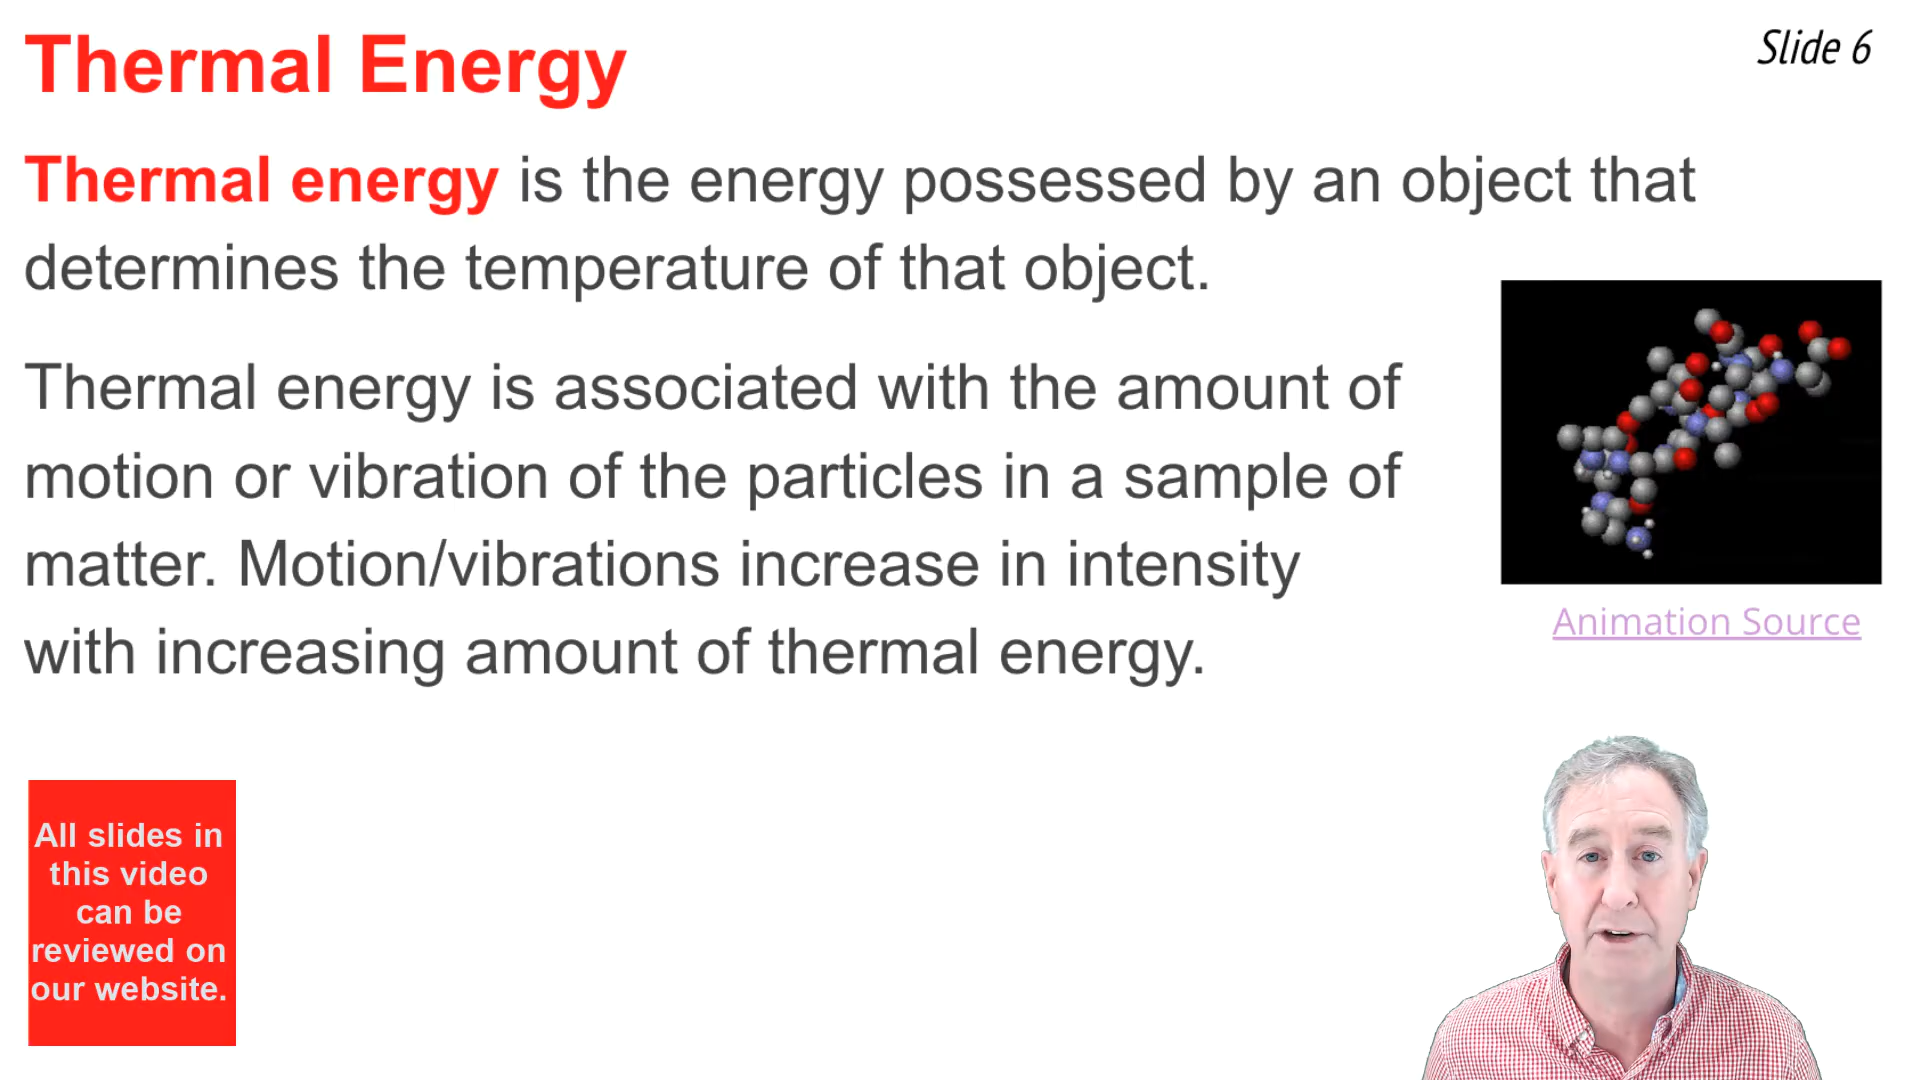 Thermal Energy
Slide 6
Thermal energy is the energy possessed by an object that
determines the temperature of that object.
Thermal energy is associated with the amount of
motion or vibration of the particles in a sample of
matter. Motion/vibrations increase in intensity
with increasing amount of thermal energy.
Animation Source
All slides in
this video
can be
reviewed on
our website.